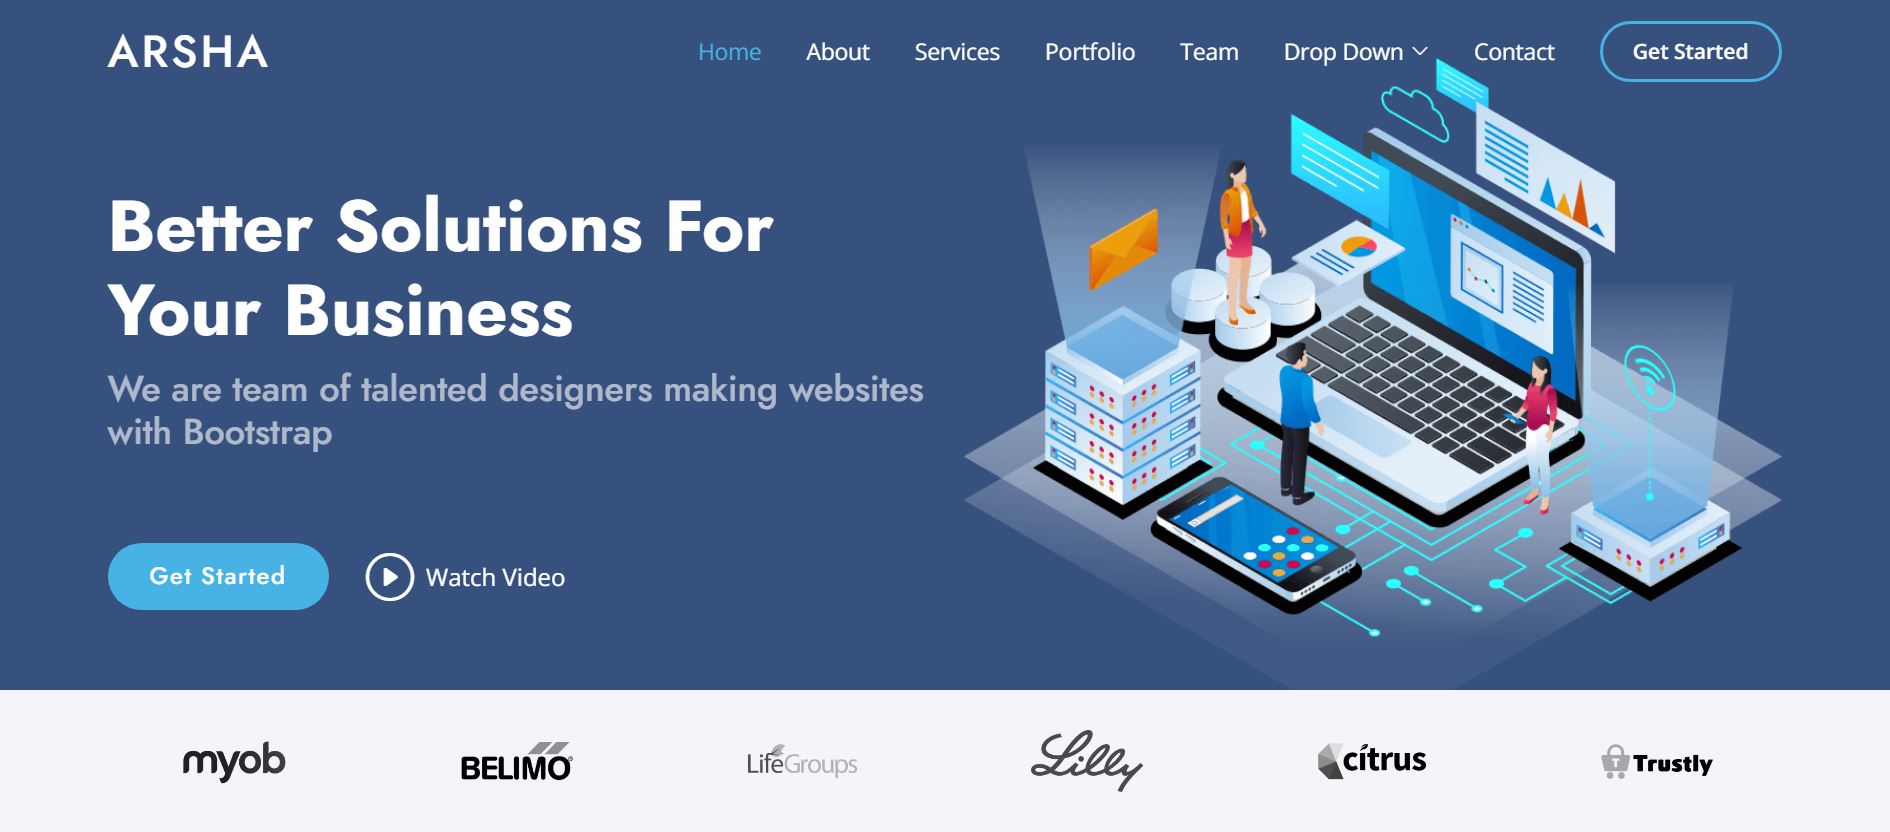 ARSHA
Home About Services Portfolio Team Drop Down Contact Get Started
Better Solutions For
Your Business
We are team of talented designers making websites
with Bootstrap
Get Started Watch Video
myob BELIMO® LifeGroups Lilly citrus T Trustly